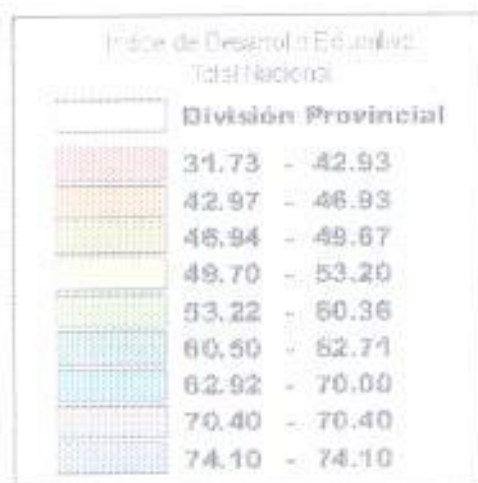 Indice de Desarrollo Educativo
Total Nacional
División Provincial
31.73 - 42.93
42.97 - 46.93
46.94 - 49.67
49.70 - 53.20
53.22 - 60.36
60.50 - 62.71
62.92 - 70.00
70.40 - 70.40
74.10 - 74.10